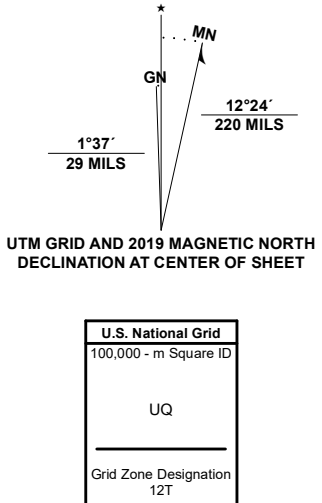 ★
MN
GN
12°24´
220 MILS
1°37´
29 MILS
UTM GRID AND 2019 MAGNETIC NORTH
DECLINATION AT CENTER OF SHEET
U.S. National Grid
100,000 - m Square ID
UQ
Grid Zone Designation
12T